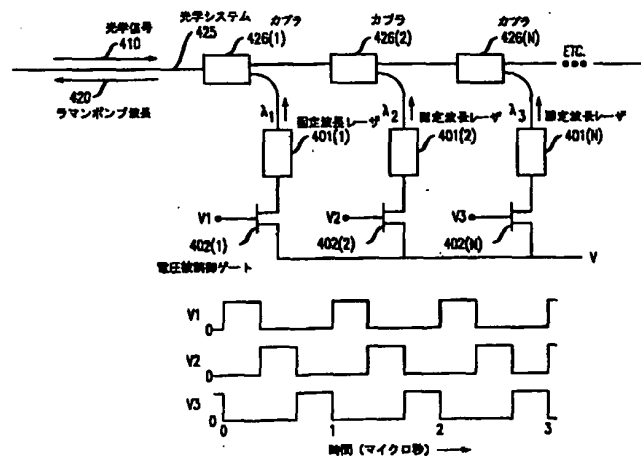 光学信号
410
光学システム
425
カプラ
426(1)
カプラ
426(2)
カプラ
426(N)
ETC.
420
ラマンポンプ波長
λ1
固定波長レーザ
401(1)
λ2
固定波長レーザ
401(2)
λ3
固定波長レーザ
401(N)
V1
V2
V3
402(1)
402(2)
402(N)
V
電圧被制御ゲート
V1
0
V2
0
V3
0
0
1
2
3
時間(マイクロ秒)